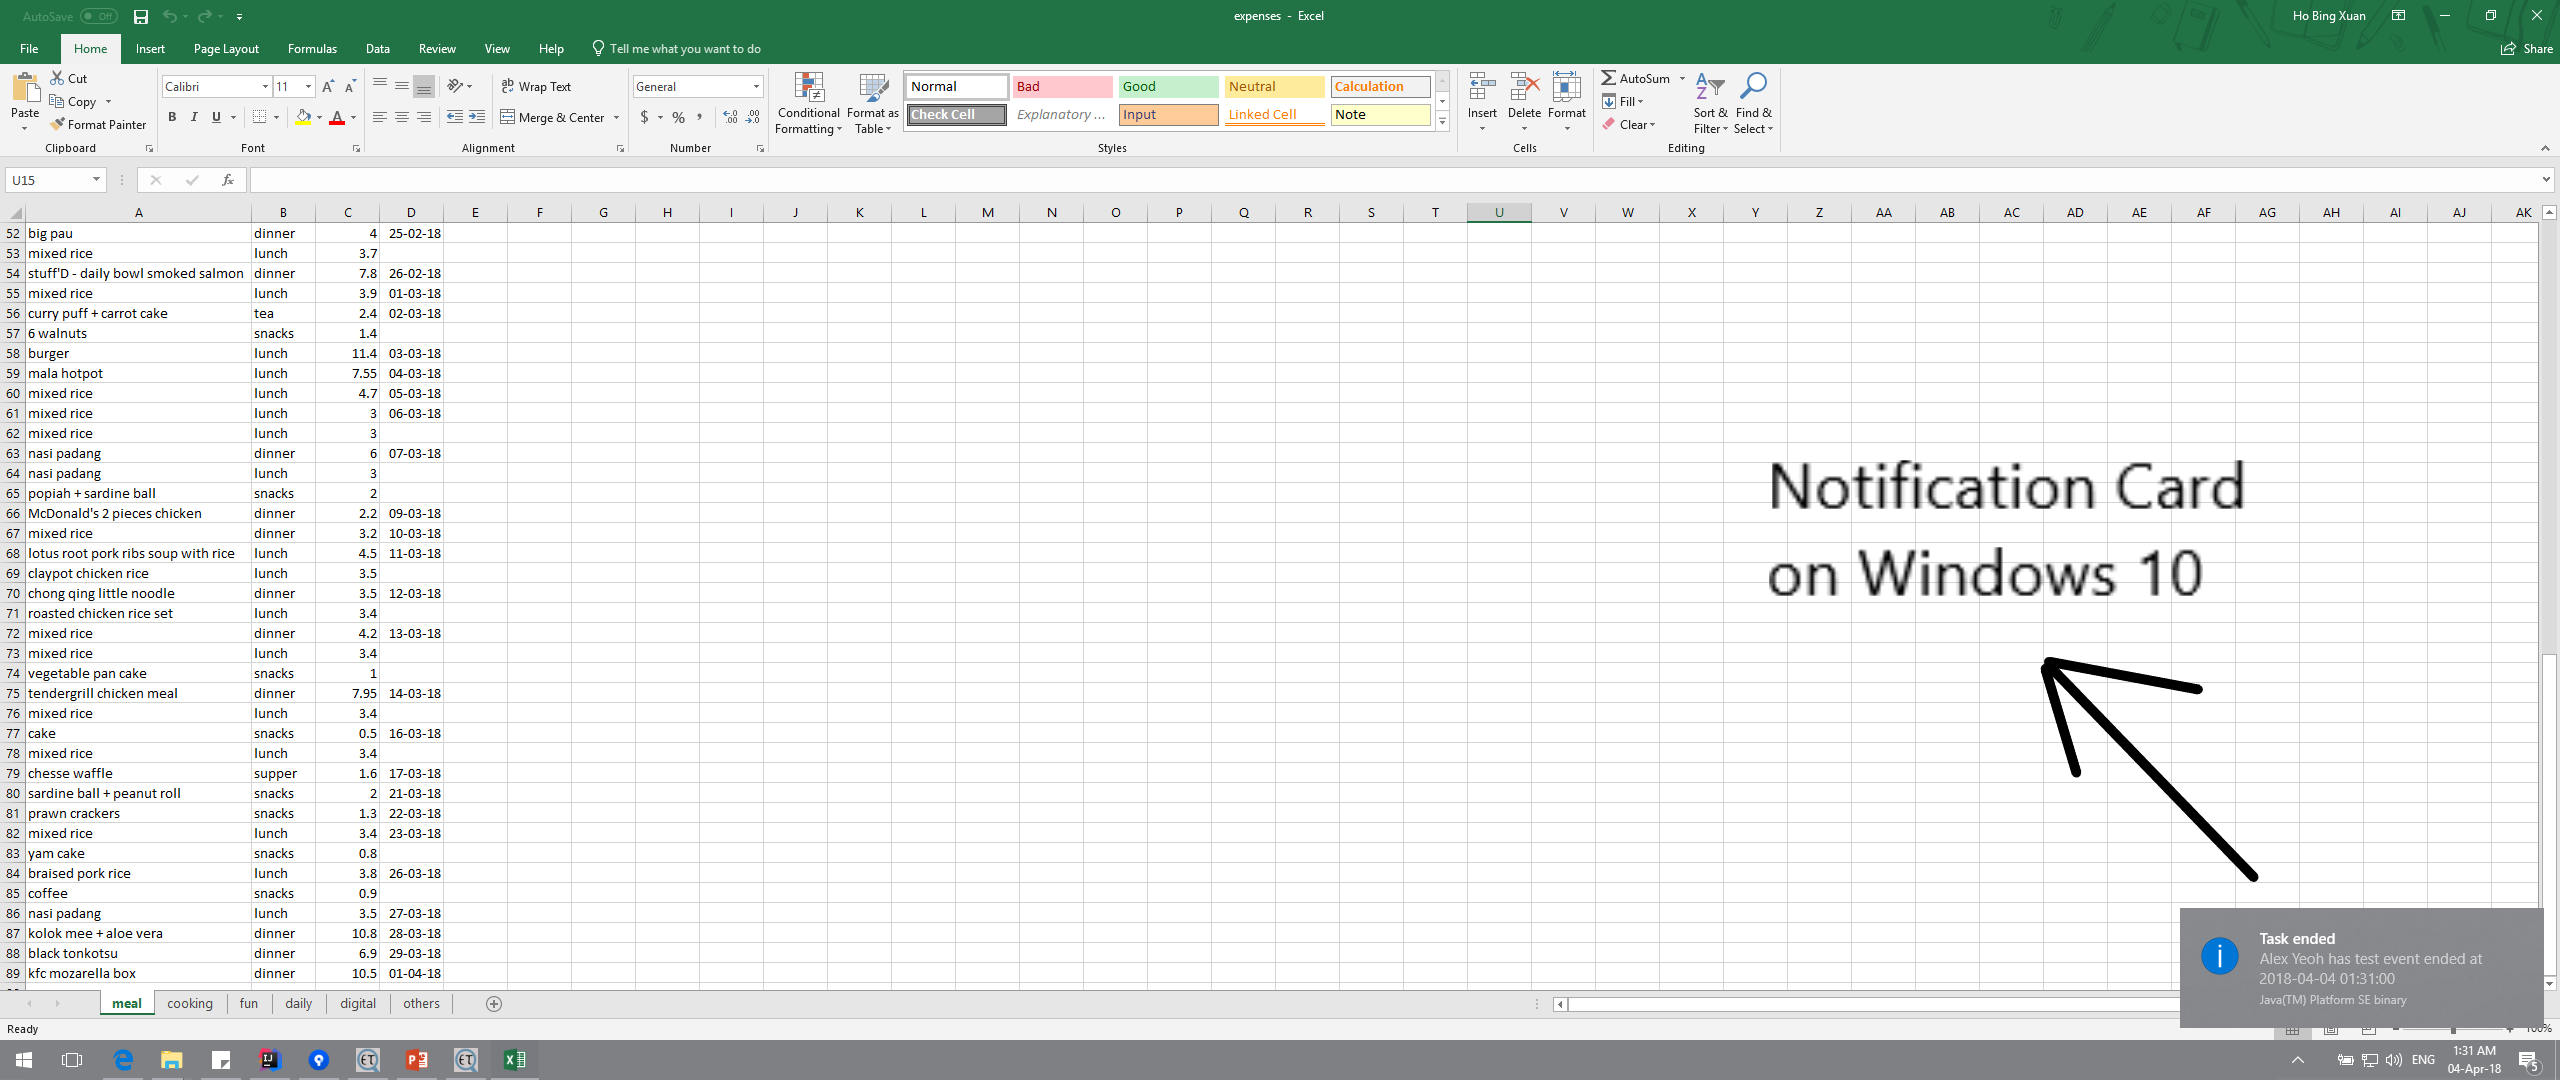 AutoSave Off
expenses - Excel
Ho Bing Xuan
File Home Insert Page Layout Formulas Data Review View Help Tell me what you want to do
Share
Paste
Cut
Copy
Format Painter
Clipboard
Calibri 11
B I U
Font
Wrap Text
Merge & Center
Alignment
General
$ % ,
Number
Conditional Formatting
Format as Table
Normal Bad Good Neutral Calculation
Check Cell Explanatory ... Input Linked Cell Note
Styles
Insert Delete Format
Cells
AutoSum
Fill
Clear
Sort & Filter
Find & Select
Editing
U15 fx
A B C D E F G H I J K L M N O P Q R S T U V W X Y Z AA AB AC AD AE AF AG AH AI AJ AK
52 big pau dinner 4 25-02-18
53 mixed rice lunch 3.7
54 stuff'D - daily bowl smoked salmon dinner 7.8 26-02-18
55 mixed rice lunch 3.9 01-03-18
56 curry puff + carrot cake tea 2.4 02-03-18
57 6 walnuts snacks 1.4
58 burger lunch 11.4 03-03-18
59 mala hotpot lunch 7.55 04-03-18
60 mixed rice lunch 4.7 05-03-18
61 mixed rice lunch 3 06-03-18
62 mixed rice lunch 3
63 nasi padang dinner 6 07-03-18
64 nasi padang lunch 3
65 popiah + sardine ball snacks 2
66 McDonald's 2 pieces chicken dinner 2.2 09-03-18
67 mixed rice dinner 3.2 10-03-18
68 lotus root pork ribs soup with rice lunch 4.5 11-03-18
69 claypot chicken rice lunch 3.5
70 chong qing little noodle dinner 3.5 12-03-18
71 roasted chicken rice set lunch 3.4
72 mixed rice dinner 4.2 13-03-18
73 mixed rice lunch 3.4
74 vegetable pan cake snacks 1
75 tendergrill chicken meal dinner 7.95 14-03-18
76 mixed rice lunch 3.4
77 cake snacks 0.5 16-03-18
78 mixed rice lunch 3.4
79 chesse waffle supper 1.6 17-03-18
80 sardine ball + peanut roll snacks 2 21-03-18
81 prawn crackers snacks 1.3 22-03-18
82 mixed rice lunch 3.4 23-03-18
83 yam cake snacks 0.8
84 braised pork rice lunch 3.8 26-03-18
85 coffee snacks 0.9
86 nasi padang lunch 3.5 27-03-18
87 kolok mee + aloe vera dinner 10.8 28-03-18
88 black tonkotsu dinner 6.9 29-03-18
89 kfc mozarella box dinner 10.5 01-04-18
Notification Card
on Windows 10
Task ended
Alex Yeoh has test event ended at
2018-04-04 01:31:00
Java(TM) Platform SE binary
meal cooking fun daily digital others
Ready
100%
ENG
1:31 AM
04-Apr-18
5